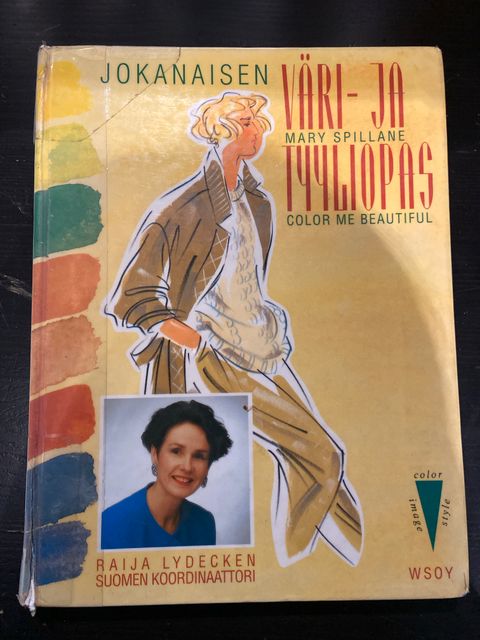 JOKANAISEN
VÄRI- JA
MARY SPILLANE
TYYLIOPAS
COLOR ME BEAUTIFUL
color
image
style
RAIJA LYDECKEN
SUOMEN KOORDINAATTORI
WSOY